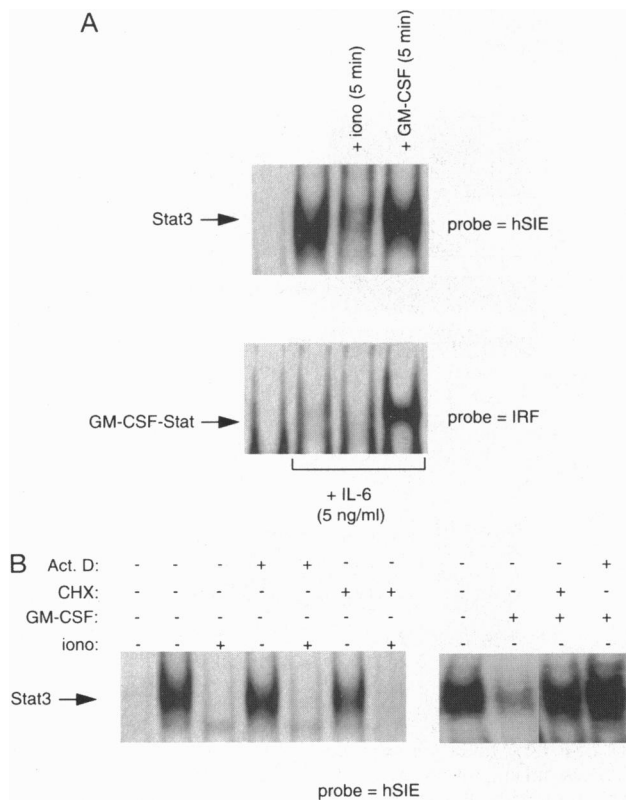 A
+ iono (5 min)
+ GM-CSF (5 min)
Stat3
probe = hSIE
GM-CSF-Stat
probe = IRF
+ IL-6
(5 ng/ml)
B
Act. D: - - - + + - - - - - +
CHX: - - - - - + + - - + -
GM-CSF: - - - - - - - - + + +
iono: - - + - + - + - - - -
Stat3
probe = hSIE